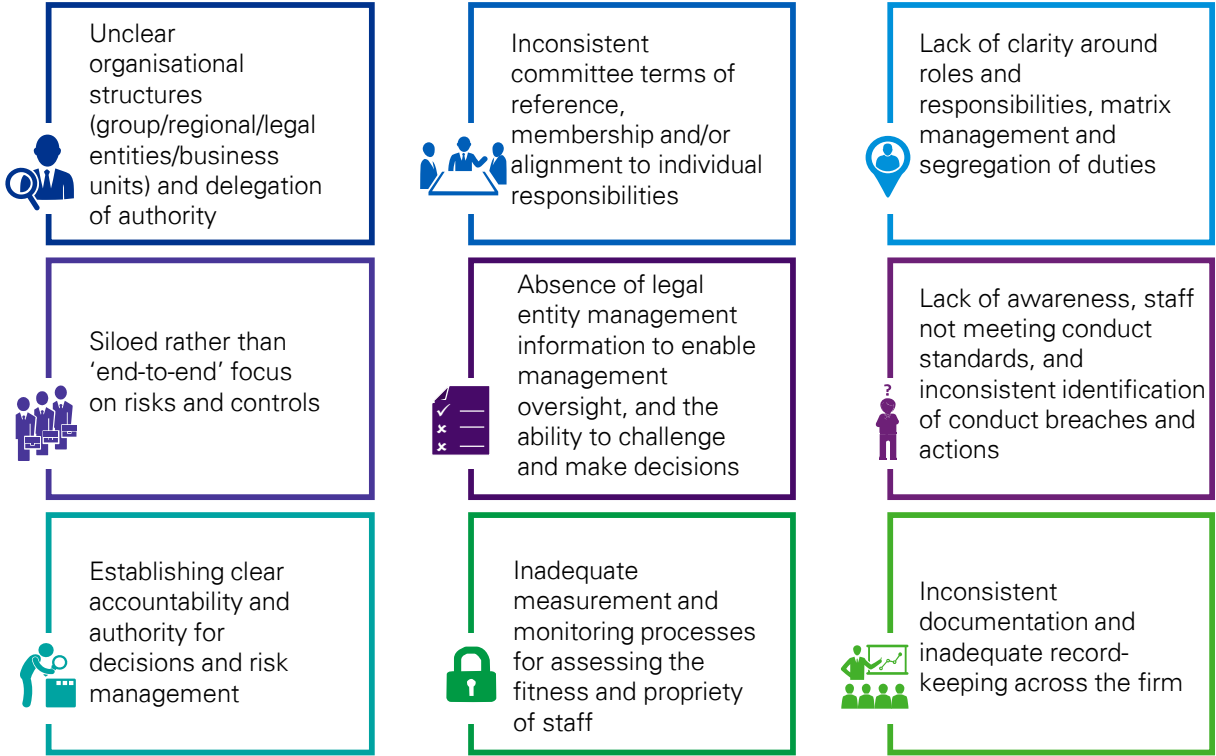 Unclear
organisational
structures
(group/regional/legal
entities/business
units) and delegation
of authority
Inconsistent
committee terms of
reference,
membership and/or
alignment to individual
responsibilities
Lack of clarity around
roles and
responsibilities, matrix
management and
segregation of duties
Siloed rather than
‘end-to-end’ focus
on risks and controls
Absence of legal
entity management
information to enable
management
oversight, and the
ability to challenge
and make decisions
?
Lack of awareness, staff
not meeting conduct
standards, and
inconsistent identification
of conduct breaches and
actions
Establishing clear
accountability and
authority for
decisions and risk
management
Inadequate
measurement and
monitoring processes
for assessing the
fitness and propriety
of staff
Inconsistent
documentation and
inadequate record-
keeping across the firm